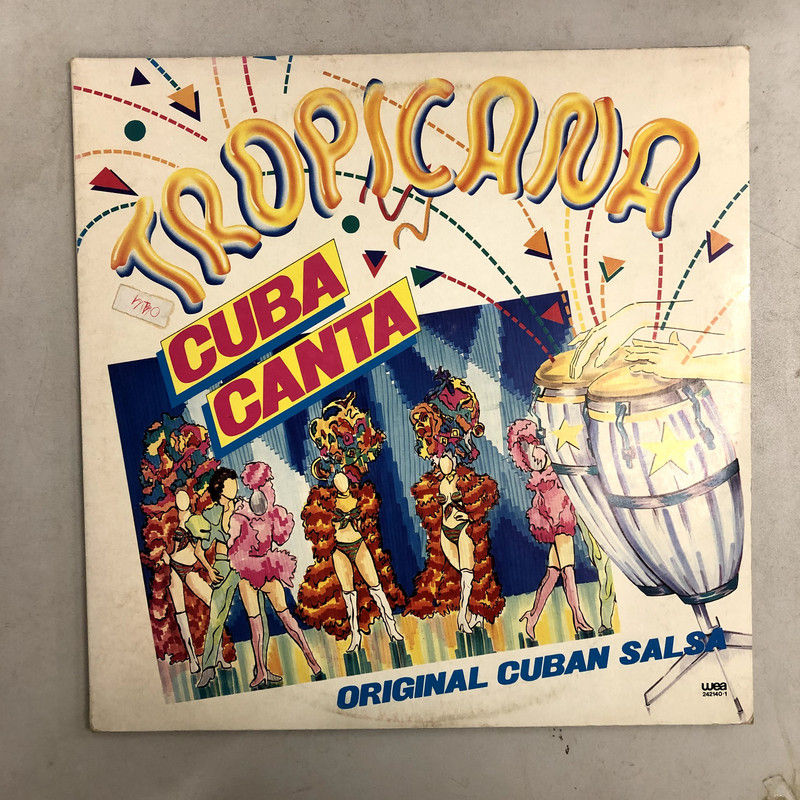 TROPICANA
CUBA
CANTA
ORIGINAL CUBAN SALSA
wea
242140-1